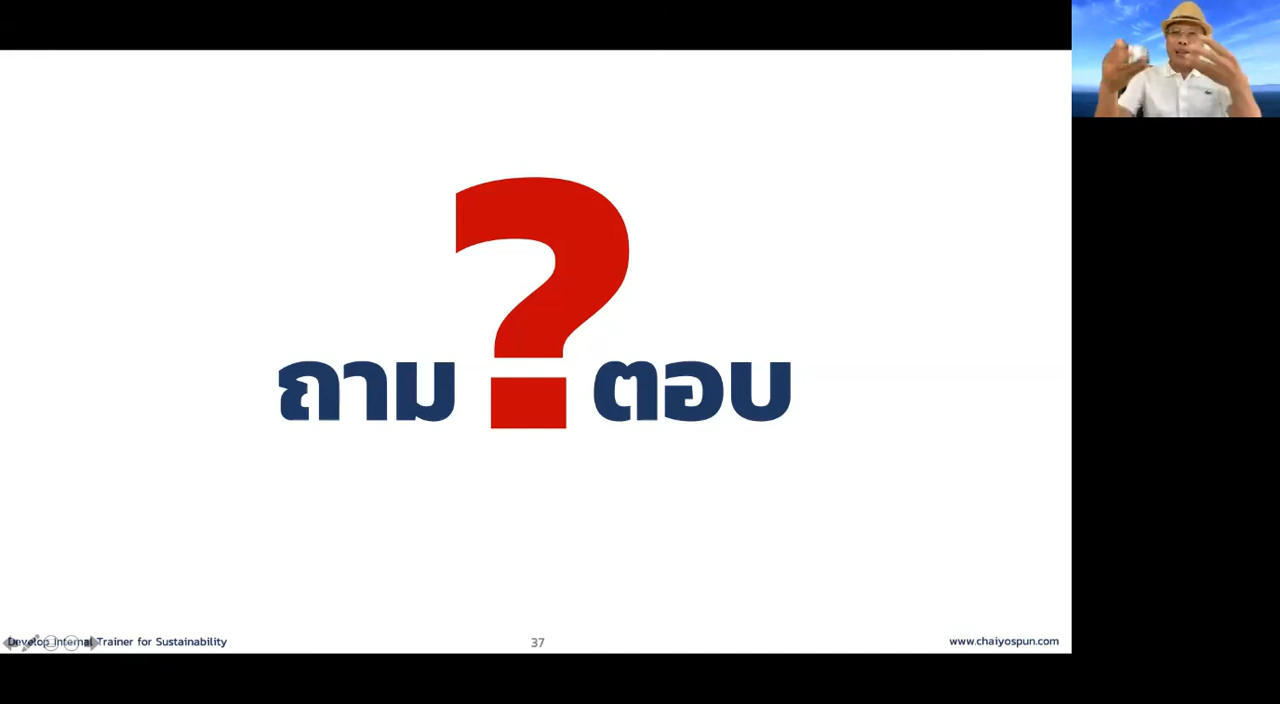 ถาม ? ตอบ
Develop Internal Trainer for Sustainability
37
www.chaiyospun.com